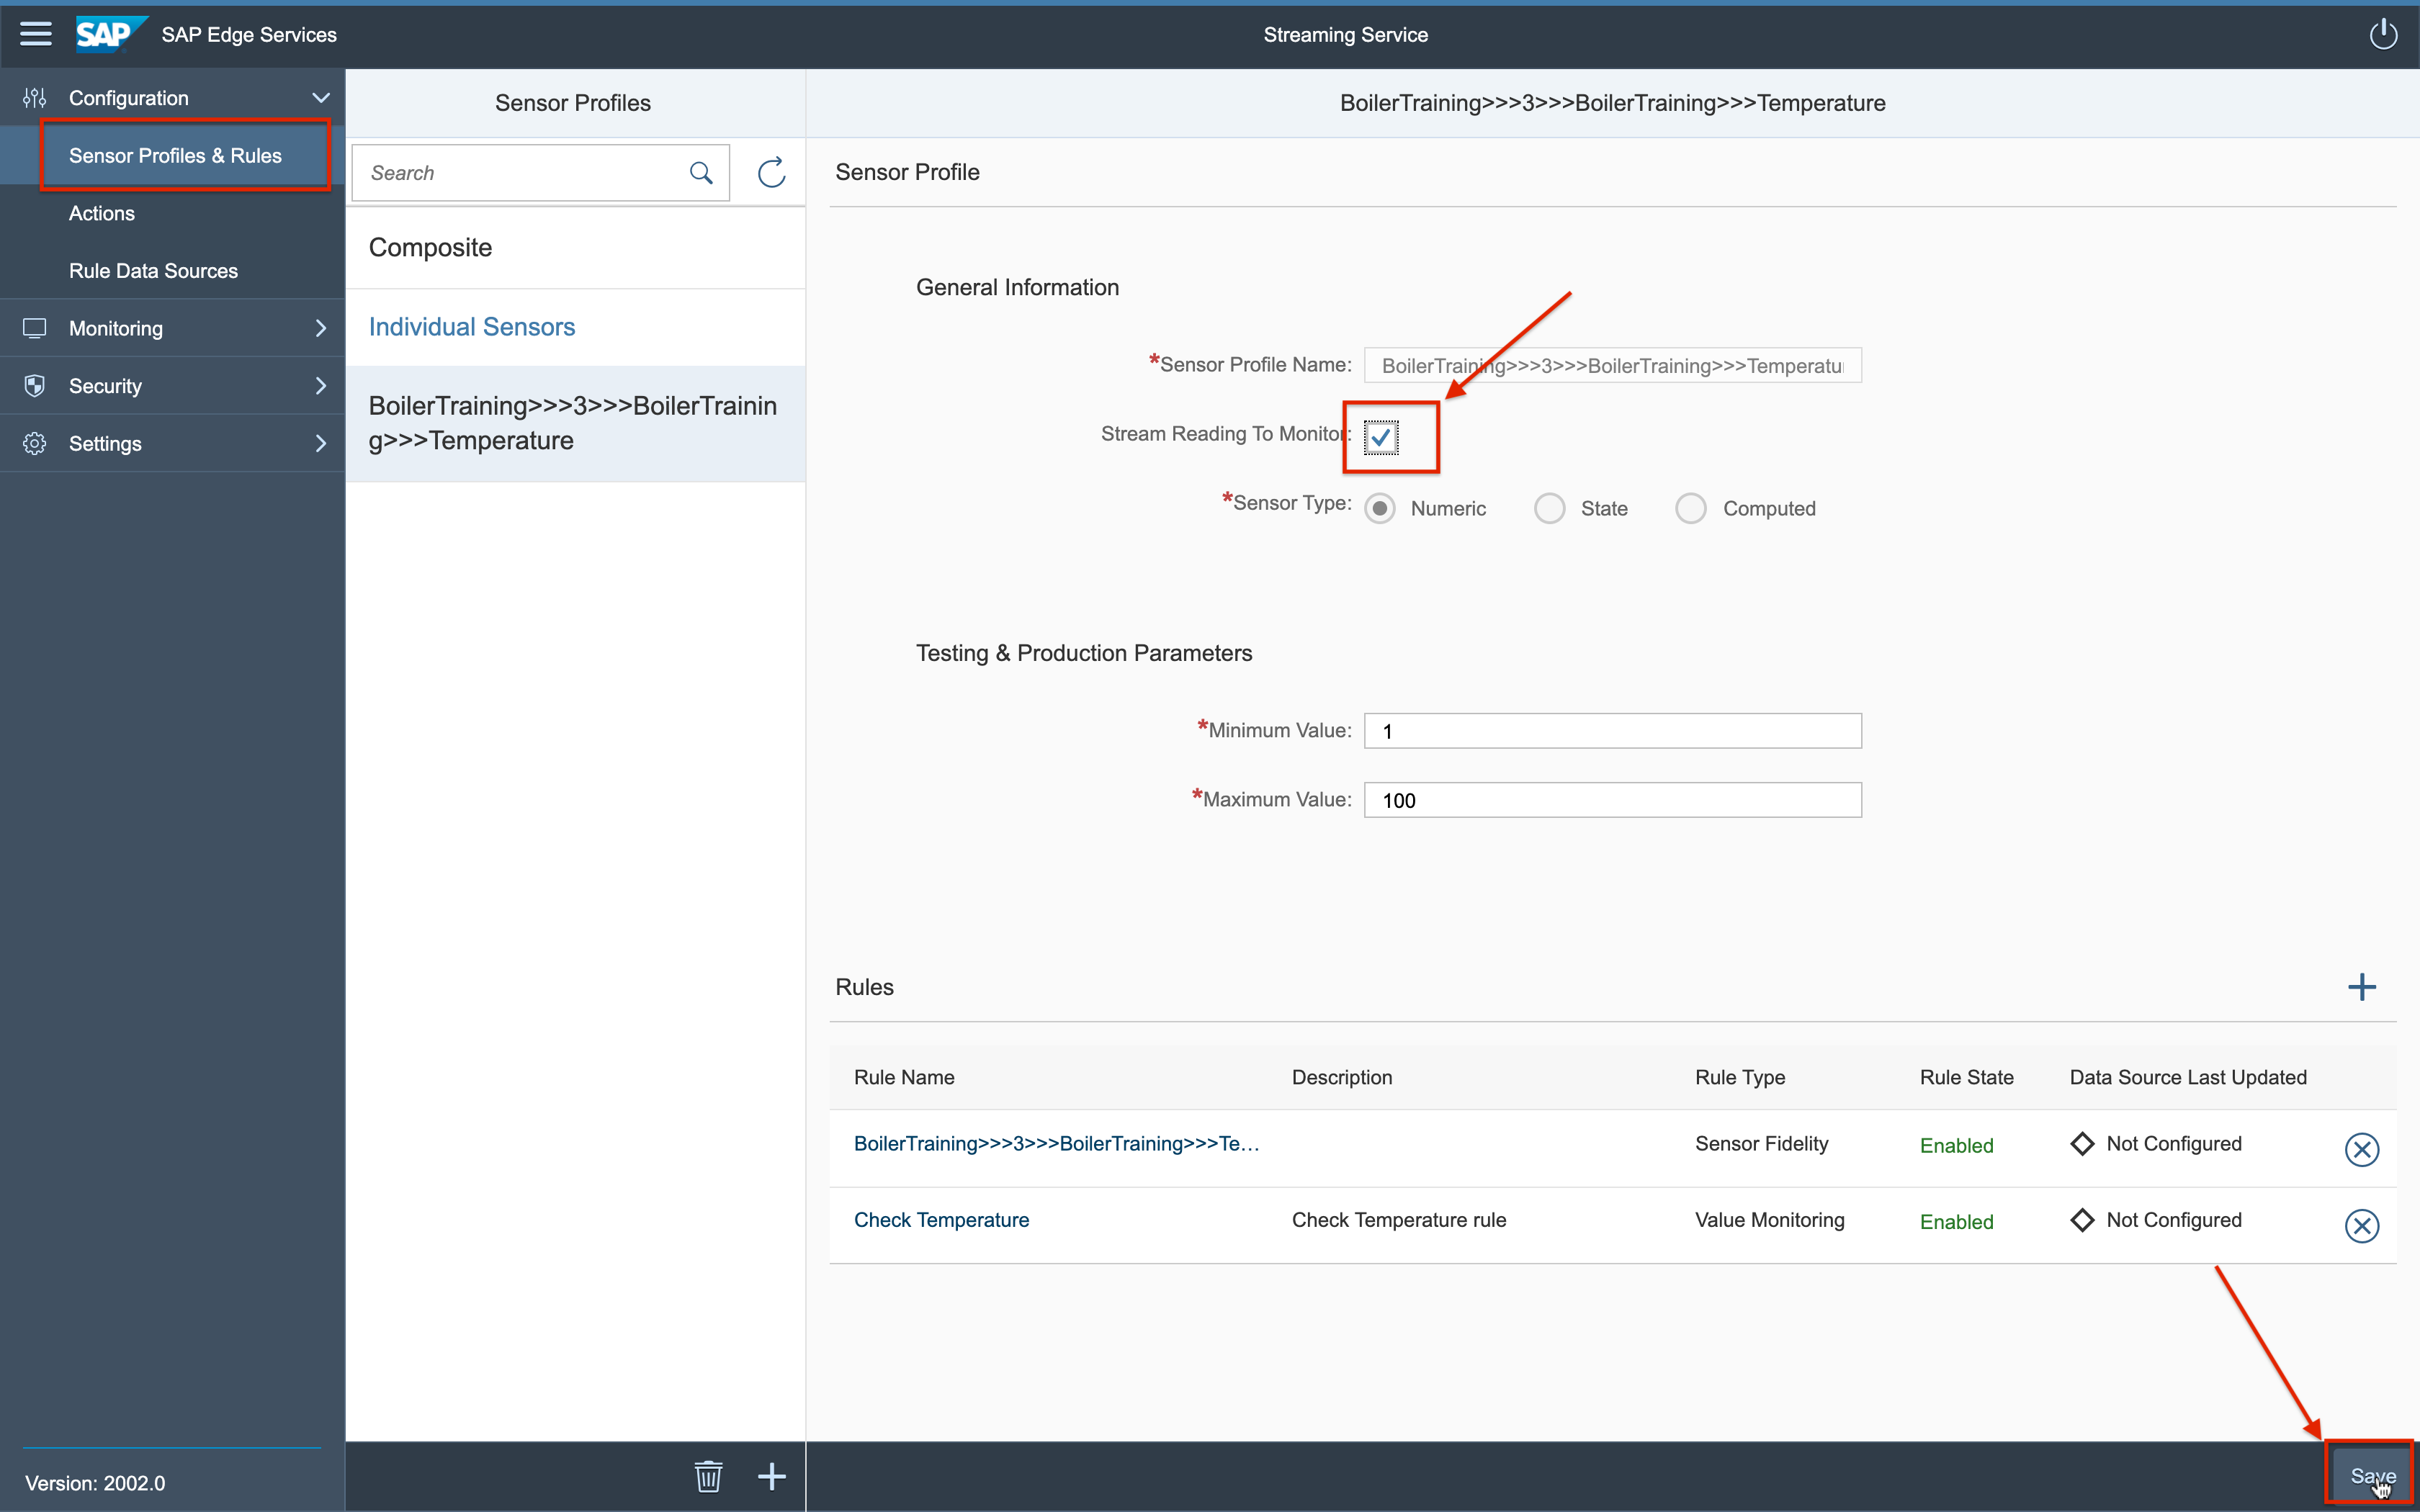 SAP SAP Edge Services
Streaming Service
Configuration
Sensor Profiles & Rules
Actions
Rule Data Sources
Monitoring
Security
Settings
Version: 2002.0
Sensor Profiles
Search
Composite
Individual Sensors
BoilerTraining>>>3>>>BoilerTrainin
g>>>Temperature
BoilerTraining>>>3>>>BoilerTraining>>>Temperature
Sensor Profile
General Information
*Sensor Profile Name: BoilerTraining>>>3>>>BoilerTraining>>>Temperatu
Stream Reading To Monitor:
*Sensor Type: Numeric State Computed
Testing & Production Parameters
*Minimum Value: 1
*Maximum Value: 100
Rules
Rule Name Description Rule Type Rule State Data Source Last Updated
BoilerTraining>>>3>>>BoilerTraining>>>Te... Sensor Fidelity Enabled Not Configured
Check Temperature Check Temperature rule Value Monitoring Enabled Not Configured
Save